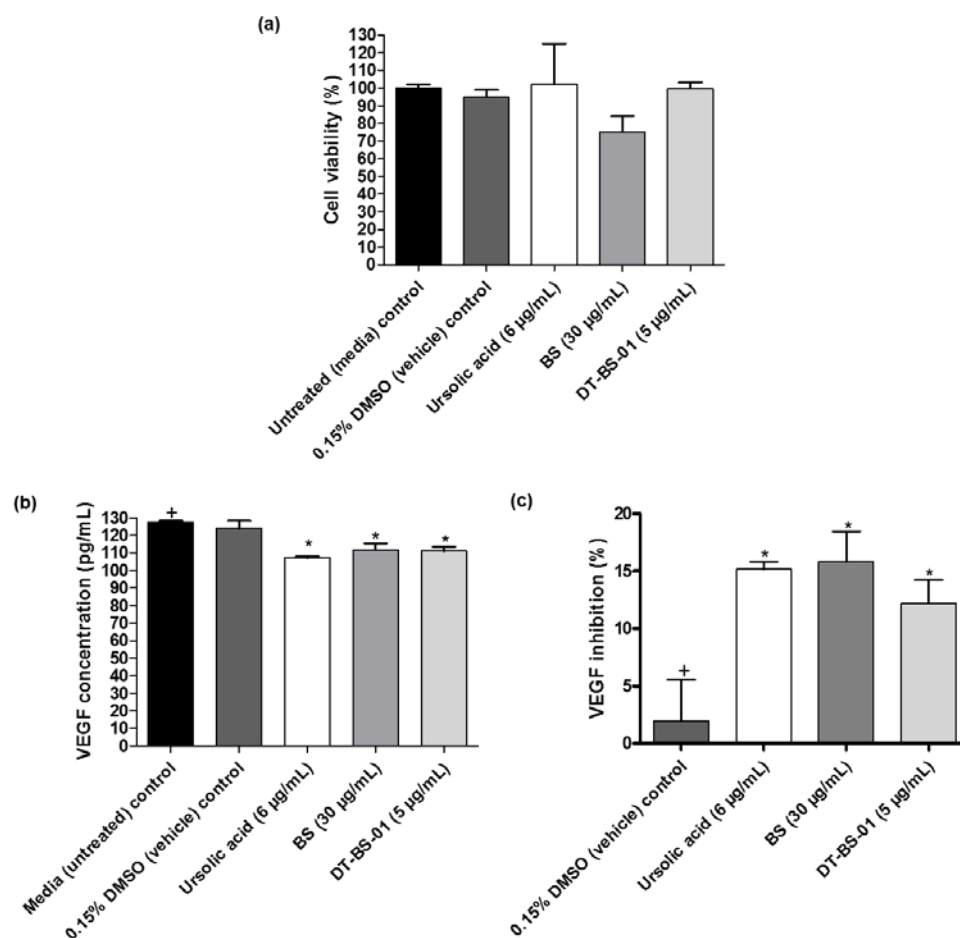 (a)
Cell viability (%)
130
120
110
100
90
80
70
60
50
40
30
20
10
0
Untreated (media) control
0.15% DMSO (vehicle) control
Ursolic acid (6 µg/mL)
BS (30 µg/mL)
DT-BS-01 (5 µg/mL)
(b)
VEGF concentration (pg/mL)
130
120
110
100
90
80
70
60
50
40
30
20
10
0
+
*
*
*
Media (untreated) control
0.15% DMSO (vehicle) control
Ursolic acid (6 µg/mL)
BS (30 µg/mL)
DT-BS-01 (5 µg/mL)
(c)
VEGF inhibition (%)
20
15
10
5
0
+
*
*
*
0.15% DMSO (vehicle) control
Ursolic acid (6 µg/mL)
BS (30 µg/mL)
DT-BS-01 (5 µg/mL)